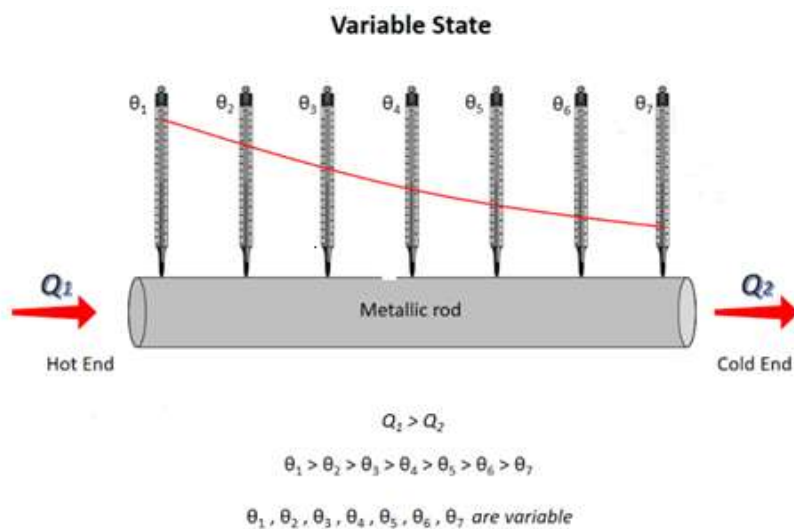 Variable State
θ₁ θ₂ θ₃ θ₄ θ₅ θ₆ θ₇
Q₁ Q₂
Metallic rod
Hot End Cold End
Q₁ > Q₂
θ₁ > θ₂ > θ₃ > θ₄ > θ₅ > θ₆ > θ₇
θ₁ , θ₂ , θ₃ , θ₄ , θ₅ , θ₆ , θ₇ are variable